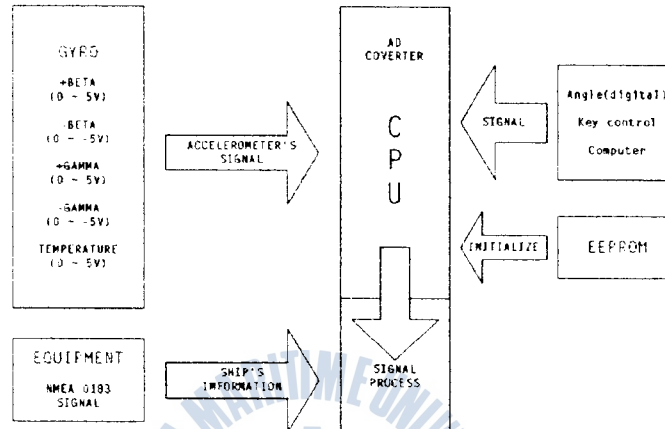 GYRO
+BETA
(0 ~ 5V)
-BETA
(0 ~ -5V)
+GAMMA
(0 ~ 5V)
-GAMMA
(0 ~ -5V)
TEMPERATURE
(0 ~ 5V)
ACCELEROMETER'S
SIGNAL
AD
COVERTER
C
P
U
SIGNAL
Angle(digital)
Key control
Computer
INITIALIZE
EEPROM
EQUIPMENT
NMEA 0183
SIGNAL
SHIP'S
INFORMATION
SIGNAL
PROCESS
MARITIME